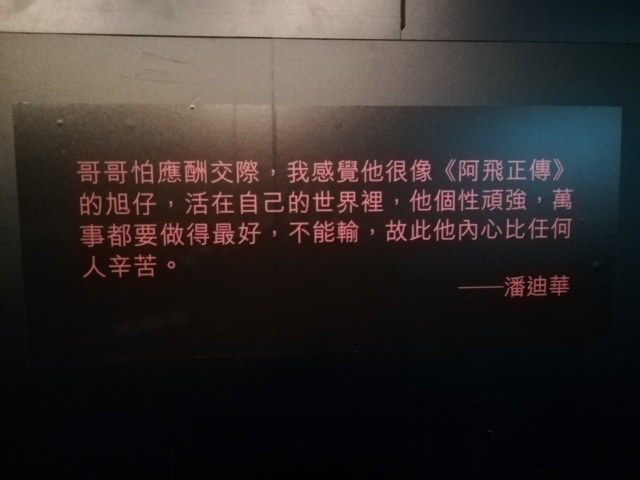 哥哥怕應酬交際，我感覺他很像《阿飛正傳》
的旭仔，活在自己的世界裡，他個性頑強，萬
事都要做得最好，不能輸，故此他內心比任何
人辛苦。
——潘迪華